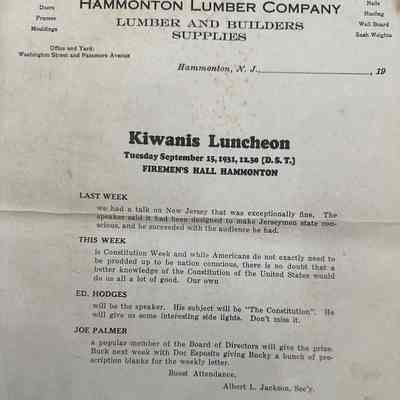 HAMMONTON LUMBER COMPANY
LUMBER AND BUILDERS
SUPPLIES
Doors
Frames
Mouldings
Office and Yard:
Washington Street and Passmore Avenue
Nails
Roofing
Wall Board
Sash Weights
Hammonton, N. J., 19
Kiwanis Luncheon
Tuesday September 15, 1931, 12.30 (D. S. T.)
FIREMEN'S HALL HAMMONTON
LAST WEEK
we had a talk on New Jersey that was exceptionally fine. The
speaker said it had been designed to make Jerseymen state con-
scious, and he succeeded with the audience he had.
THIS WEEK
is Constitution Week and while Americans do not exactly need to
be prodded up to be nation conscious, there is no doubt that a
better knowledge of the Constitution of the United States would
do us all a lot of good. Our own
ED. HODGES
will be the speaker. His subject will be "The Constitution". He
will give us some interesting side lights. Don't miss it.
JOE PALMER
a popular member of the Board of Directors will give the prize.
Buck next week with Doc Esposito giving Bucky a bunch of pre-
scription blanks for the weekly letter.
Boost Attendance,
Albert L. Jackson, Sec'y.